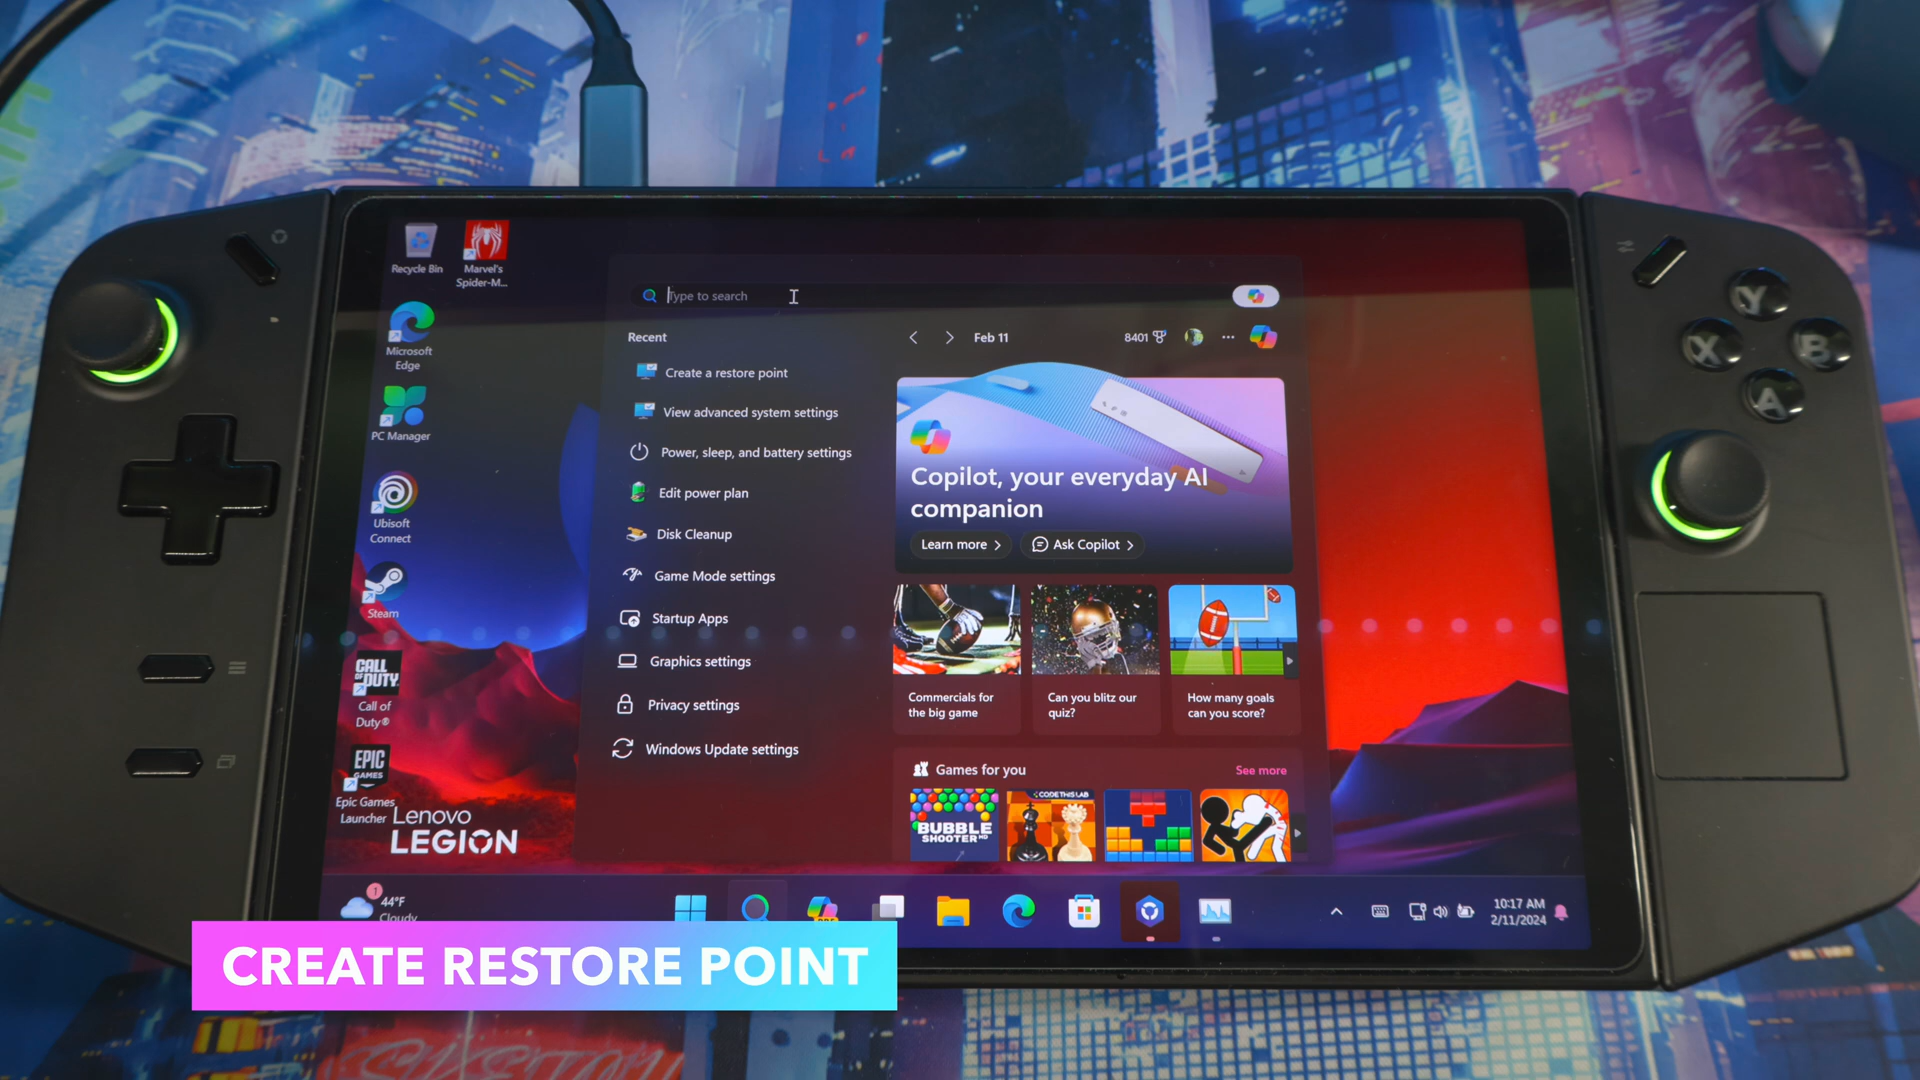 Recycle Bin
Marvel's
Spider-M...
Microsoft
Edge
PC Manager
Ubisoft
Connect
Steam
CALL OF DUTY
Call of
Duty®
EPIC
GAMES
Epic Games
Launcher
Lenovo
LEGION
Type to search
Recent
Create a restore point
View advanced system settings
Power, sleep, and battery settings
Edit power plan
Disk Cleanup
Game Mode settings
Startup Apps
Graphics settings
Privacy settings
Windows Update settings
Feb 11
8401
Copilot, your everyday AI
companion
Learn more
Ask Copilot
Commercials for
the big game
Can you blitz our
quiz?
How many goals
can you score?
Games for you
See more
BUBBLE
SHOOTER HD
CODETHISLAB
1
44°F
Cloudy
PRE
10:17 AM
2/11/2024
Y
X
B
A
CREATE RESTORE POINT